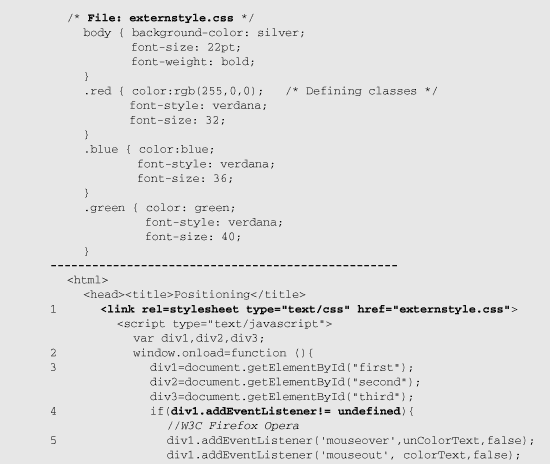 /* File: externstyle.css */
body { background-color: silver;
font-size: 22pt;
font-weight: bold;
}
.red { color:rgb(255,0,0); /* Defining classes */
font-style: verdana;
font-size: 32;
}
.blue { color:blue;
font-style: verdana;
font-size: 36;
}
.green { color: green;
font-style: verdana;
font-size: 40;
}
--------------------------------------------------
<html>
<head><title>Positioning</title>
1 <link rel=stylesheet type="text/css" href="externstyle.css">
<script type="text/javascript">
var div1,div2,div3;
2 window.onload=function (){
3 div1=document.getElementById("first");
div2=document.getElementById("second");
div3=document.getElementById("third");
4 if(div1.addEventListener!= undefined){
//W3C Firefox Opera
5 div1.addEventListener('mouseover',unColorText,false);
div1.addEventListener('mouseout', colorText,false);